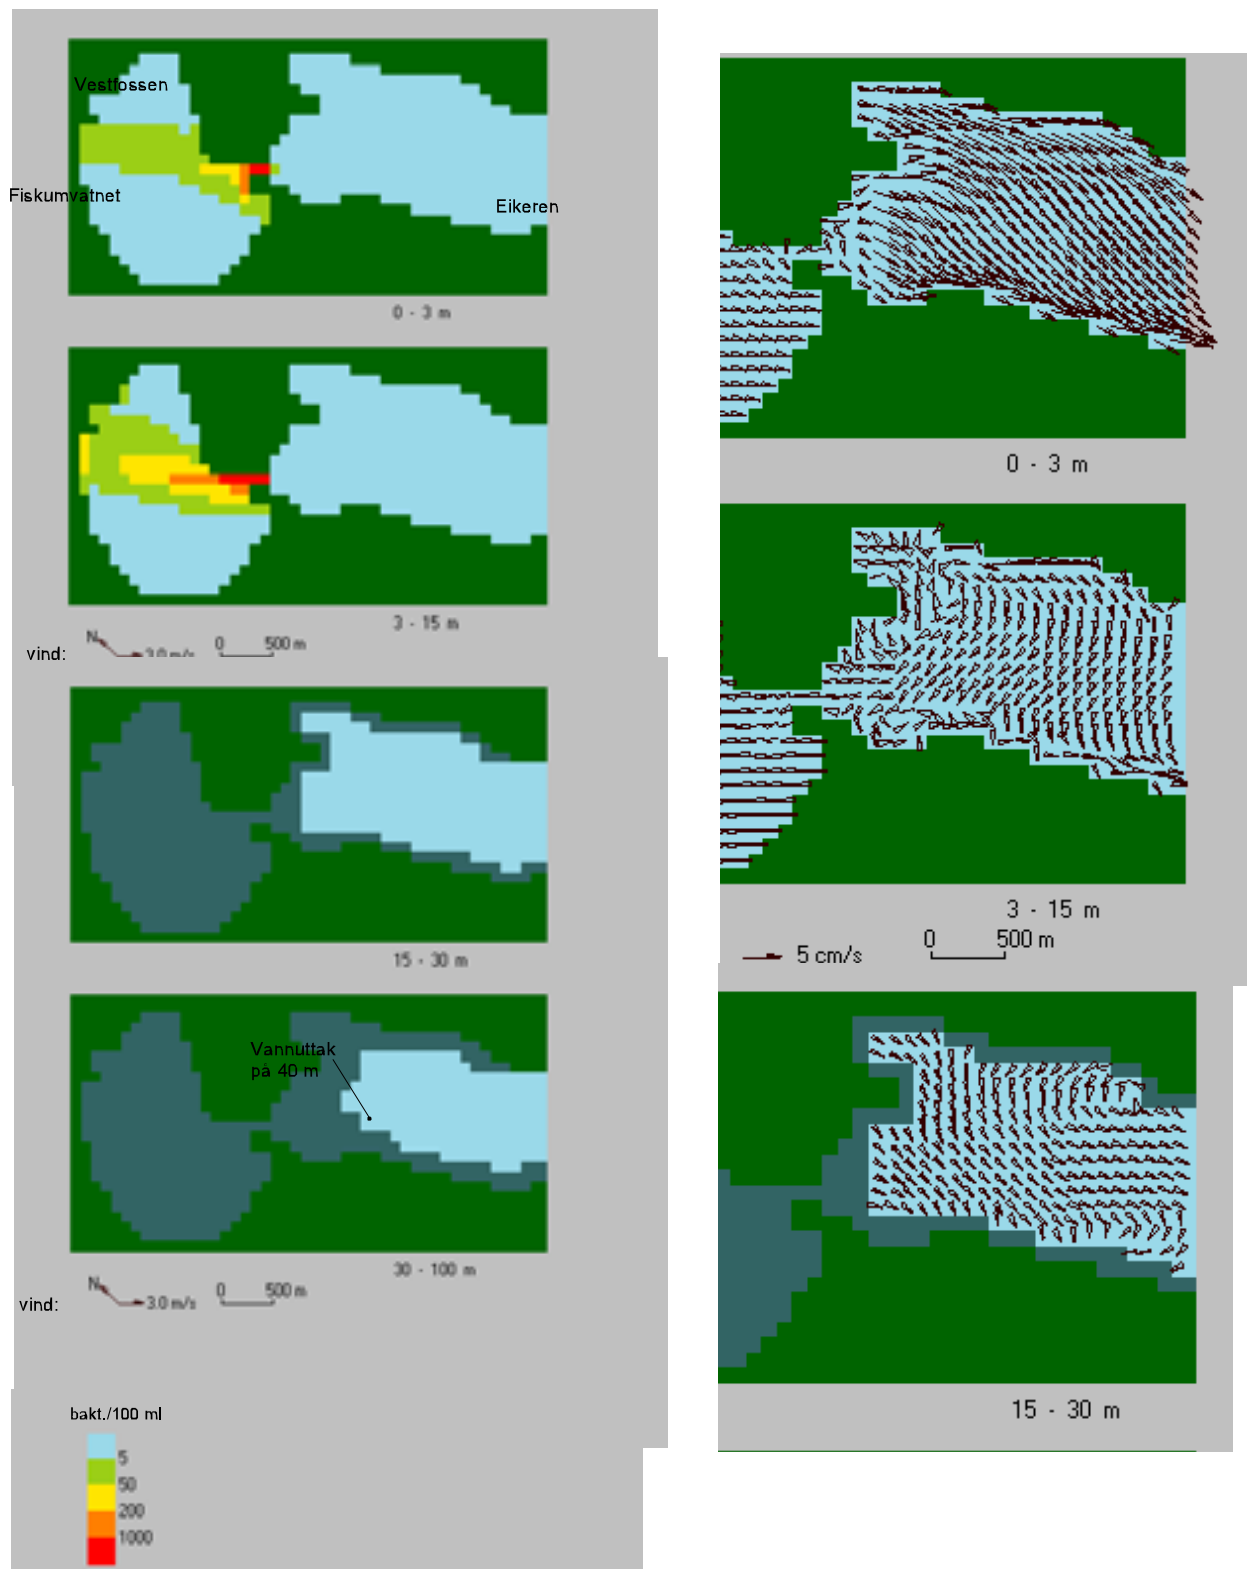 Vestfossen
Fiskumvatnet
Eikeren
0 - 3 m
3 - 15 m
vind:
N
3.0 m/s
0 500 m
15 - 30 m
Vannuttak
på 40 m
30 - 100 m
vind:
N
3.0 m/s
0 500 m
bakt./100 ml
5
50
200
1000
0 - 3 m
3 - 15 m
5 cm/s
0 500 m
15 - 30 m